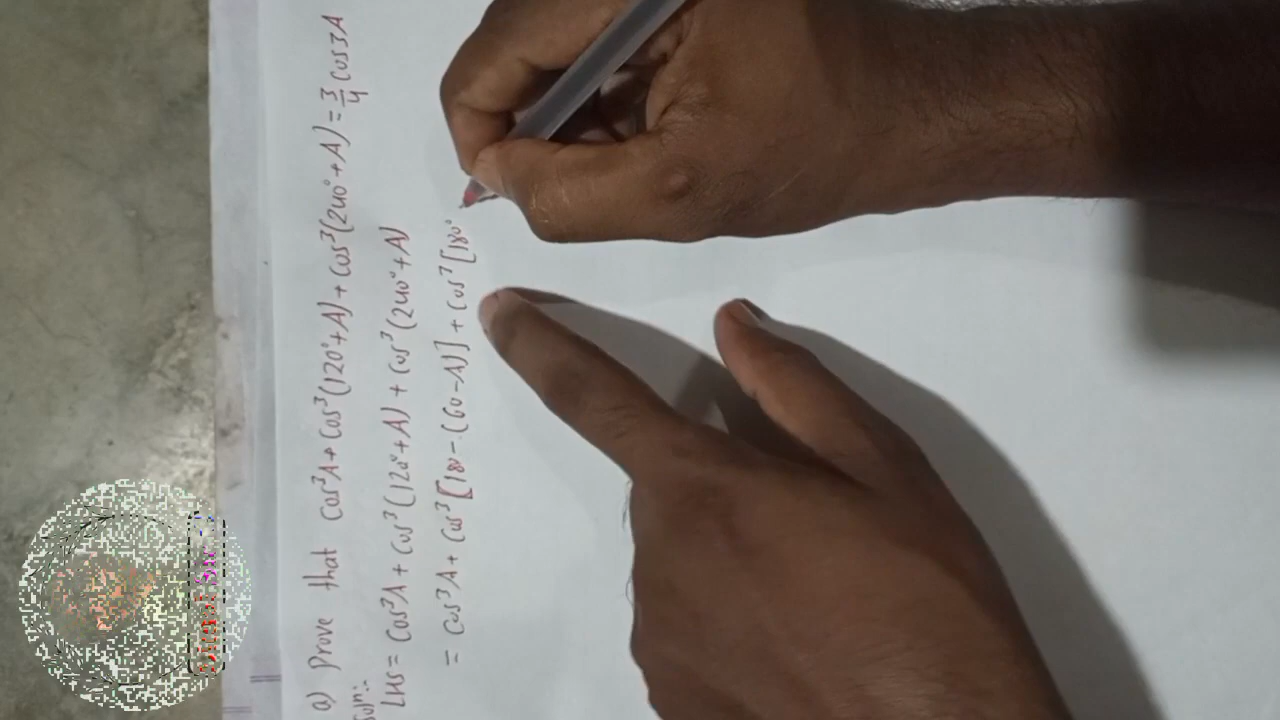 a) Prove that Cos³A + Cos³(120°+A) + Cos³(240°+A) = 3/4 Cos3A
Solⁿ:-
LHS = Cos³A + Cos³(120°+A) + Cos³(240°+A)
= Cos³A + Cos³[180-(60-A)] + Cos³[180°